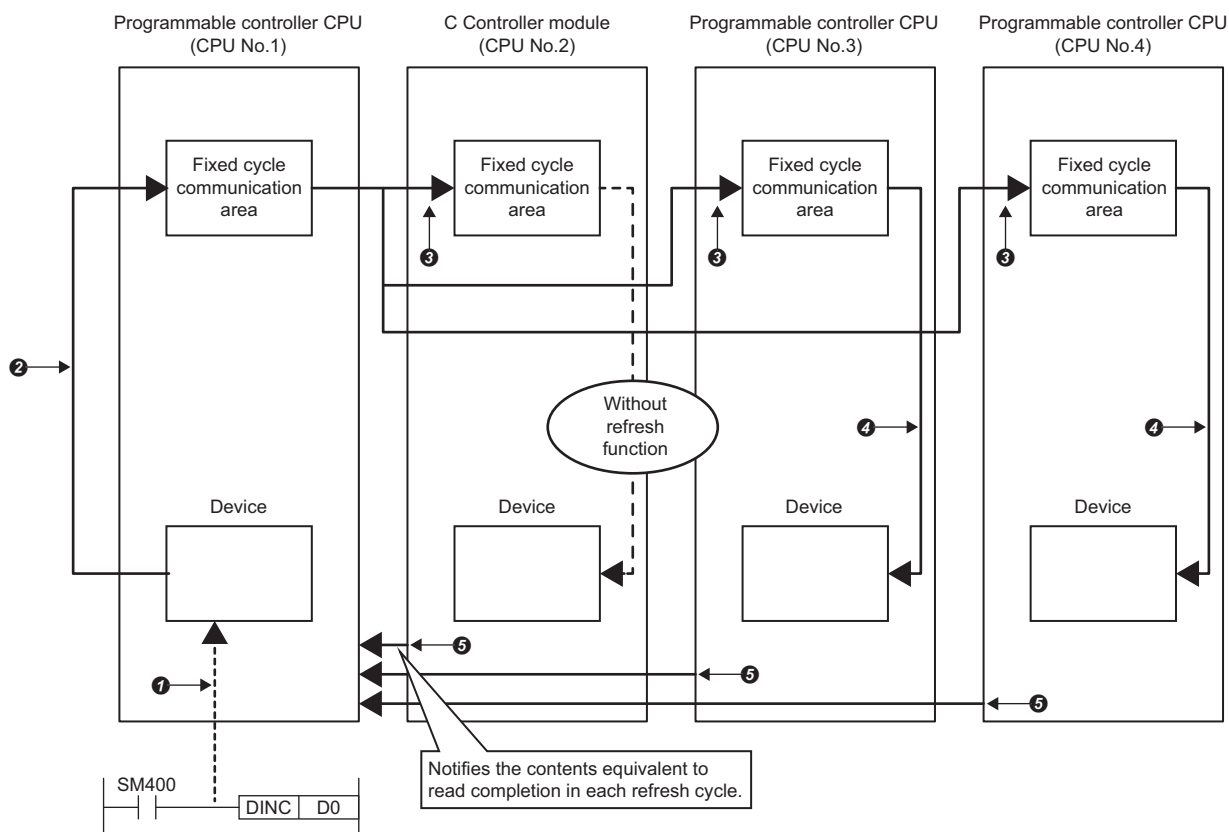 Programmable controller CPU
(CPU No.1)
C Controller module
(CPU No.2)
Programmable controller CPU
(CPU No.3)
Programmable controller CPU
(CPU No.4)
Fixed cycle
communication
area
Fixed cycle
communication
area
Fixed cycle
communication
area
Fixed cycle
communication
area
❸
❸
❸
❷
Without
refresh
function
❹
❹
Device
Device
Device
Device
❺
❺
❺
❶
Notifies the contents equivalent to
read completion in each refresh cycle.
SM400
DINC D0